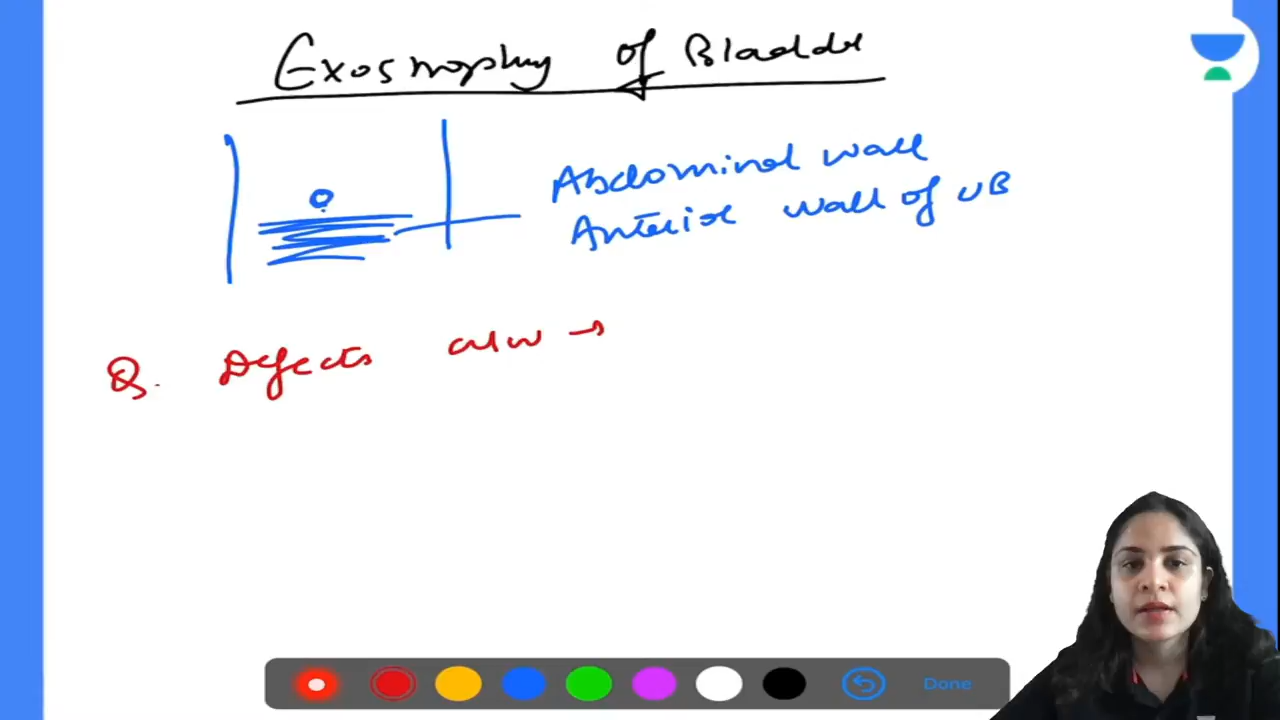 Exostrophy of Bladder
Abdominal wall
Anterior wall of UB
Q. Defects a/w →
Done